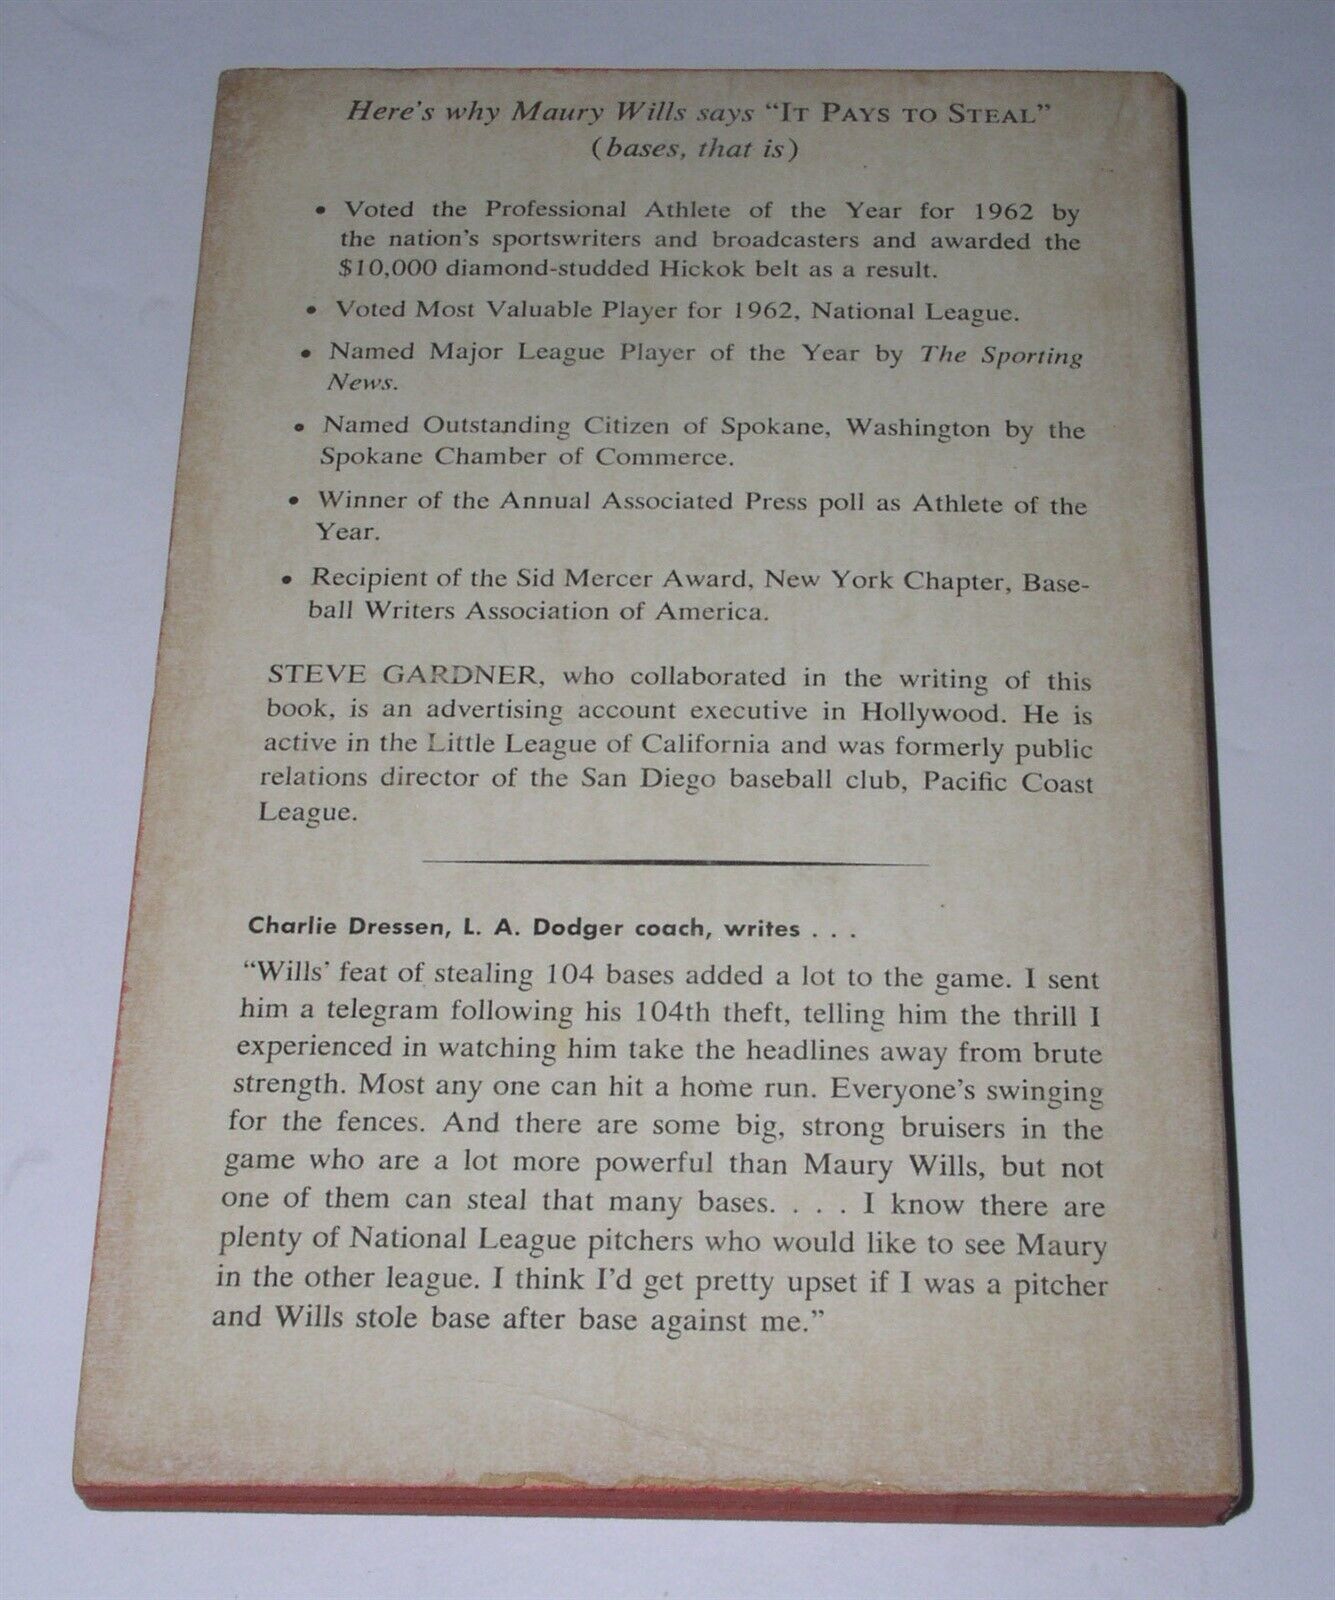 Here's why Maury Wills says “IT PAYS TO STEAL”
(bases, that is)
• Voted the Professional Athlete of the Year for 1962 by
the nation's sportswriters and broadcasters and awarded the
$10,000 diamond-studded Hickok belt as a result.
• Voted Most Valuable Player for 1962, National League.
• Named Major League Player of the Year by The Sporting
News.
• Named Outstanding Citizen of Spokane, Washington by the
Spokane Chamber of Commerce.
• Winner of the Annual Associated Press poll as Athlete of the
Year.
• Recipient of the Sid Mercer Award, New York Chapter, Base-
ball Writers Association of America.
STEVE GARDNER, who collaborated in the writing of this
book, is an advertising account executive in Hollywood. He is
active in the Little League of California and was formerly public
relations director of the San Diego baseball club, Pacific Coast
League.
Charlie Dressen, L. A. Dodger coach, writes . . .
“Wills' feat of stealing 104 bases added a lot to the game. I sent
him a telegram following his 104th theft, telling him the thrill I
experienced in watching him take the headlines away from brute
strength. Most any one can hit a home run. Everyone's swinging
for the fences. And there are some big, strong bruisers in the
game who are a lot more powerful than Maury Wills, but not
one of them can steal that many bases. . . . I know there are
plenty of National League pitchers who would like to see Maury
in the other league. I think I'd get pretty upset if I was a pitcher
and Wills stole base after base against me.”